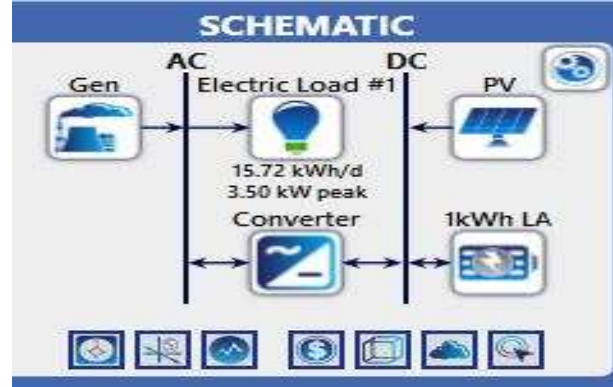 SCHEMATIC
AC DC
Gen Electric Load #1 PV
15.72 kWh/d
3.50 kW peak
Converter 1kWh LA